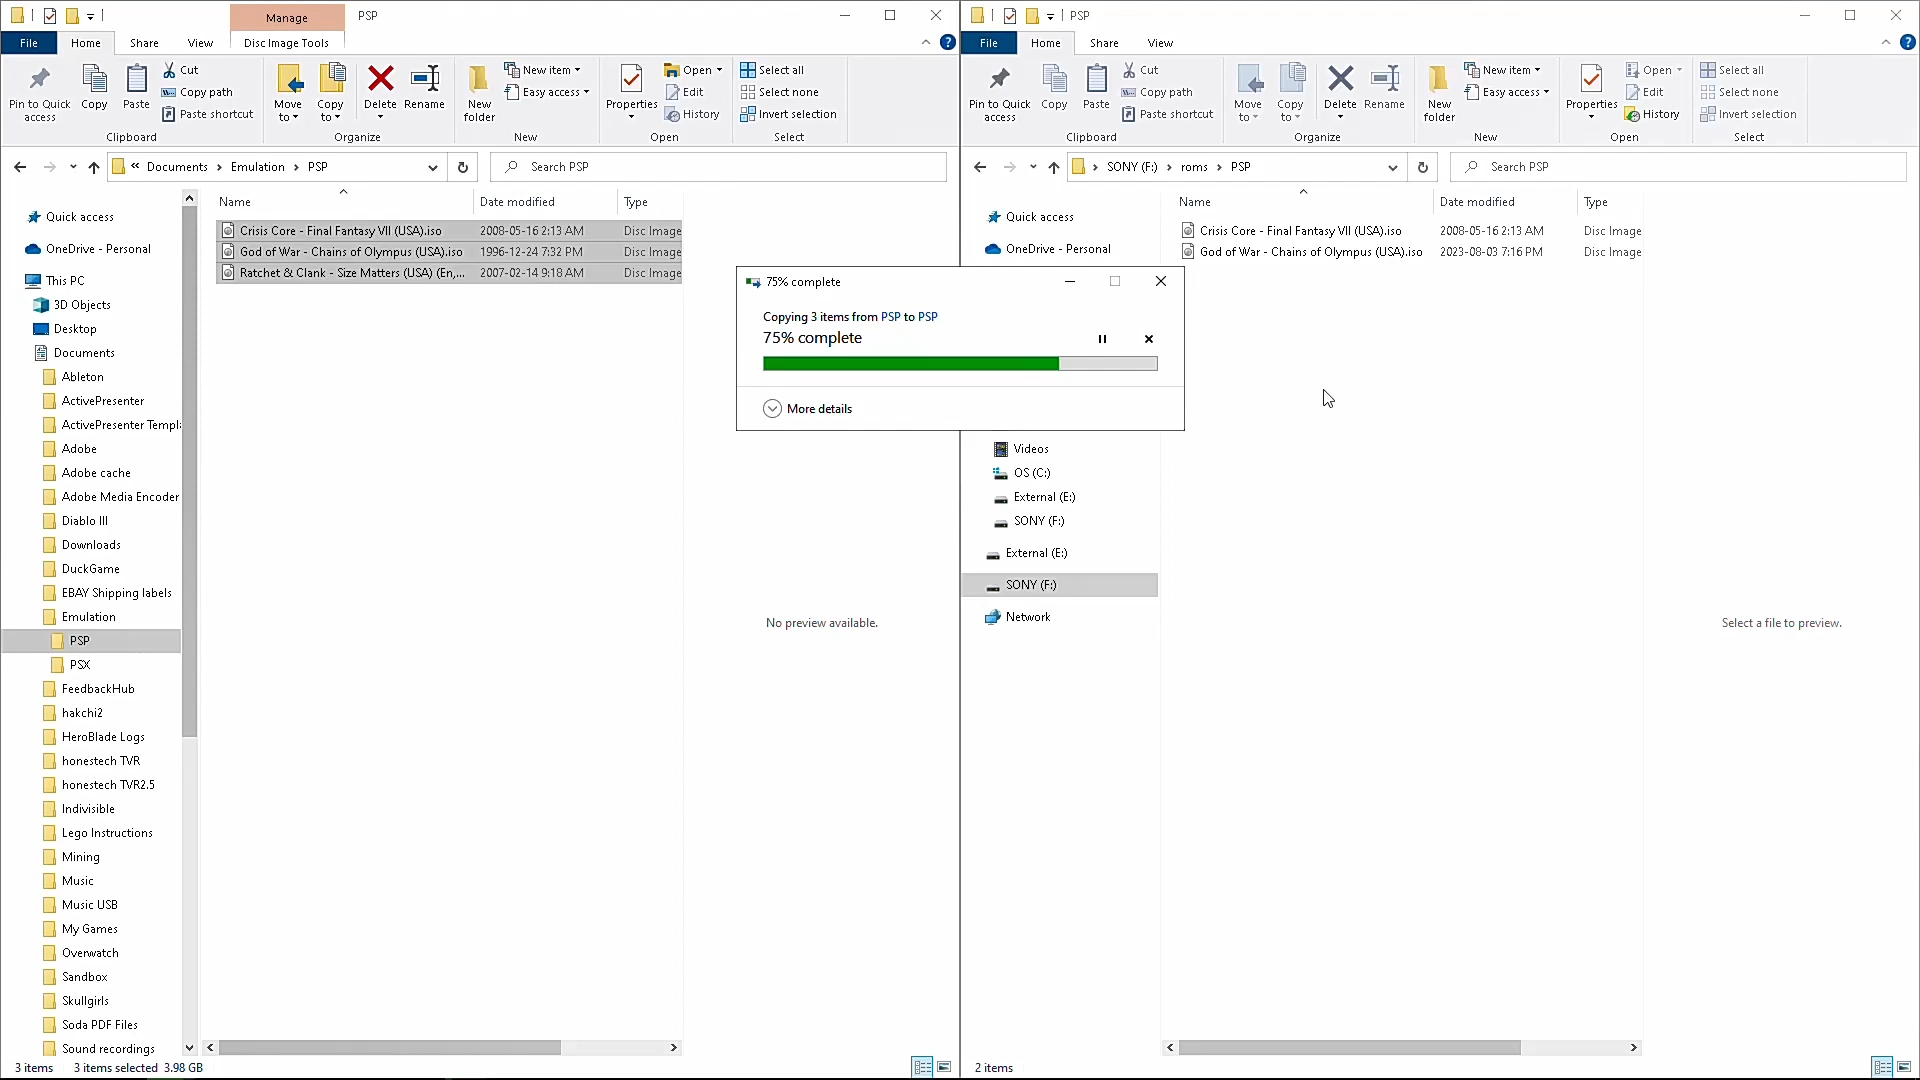 Manage
PSP
File
Home
Share
View
Disc Image Tools
Pin to Quick access
Copy
Paste
Cut
Copy path
Paste shortcut
Clipboard
Move to
Copy to
Delete
Rename
Organize
New folder
New item
Easy access
New
Properties
Open
Edit
History
Open
Select all
Select none
Invert selection
Select
« Documents > Emulation > PSP
Search PSP
Name
Date modified
Type
Crisis Core - Final Fantasy VII (USA).iso 2008-05-16 2:13 AM Disc Image
God of War - Chains of Olympus (USA).iso 1996-12-24 7:32 PM Disc Image
Ratchet & Clank - Size Matters (USA) (En,... 2007-02-14 9:18 AM Disc Image
Quick access
OneDrive - Personal
This PC
3D Objects
Desktop
Documents
Ableton
ActivePresenter
ActivePresenter Templa
Adobe
Adobe cache
Adobe Media Encoder
Diablo III
Downloads
DuckGame
EBAY Shipping labels
Emulation
PSP
PSX
FeedbackHub
hakchi2
HeroBlade Logs
honestech TVR
honestech TVR2.5
Indivisible
Lego Instructions
Mining
Music
Music USB
My Games
Overwatch
Sandbox
Skullgirls
Soda PDF Files
Sound recordings
No preview available.
3 items 3 items selected 3.98 GB
75% complete
Copying 3 items from PSP to PSP
75% complete
More details
PSP
File
Home
Share
View
Pin to Quick access
Copy
Paste
Cut
Copy path
Paste shortcut
Clipboard
Move to
Copy to
Delete
Rename
Organize
New folder
New item
Easy access
New
Properties
Open
Edit
History
Open
Select all
Select none
Invert selection
Select
> SONY (F:) > roms > PSP
Search PSP
Name
Date modified
Type
Crisis Core - Final Fantasy VII (USA).iso 2008-05-16 2:13 AM Disc Image
God of War - Chains of Olympus (USA).iso 2023-08-03 7:16 PM Disc Image
Quick access
OneDrive - Personal
Videos
OS (C:)
External (E:)
SONY (F:)
External (E:)
SONY (F:)
Network
Select a file to preview.
2 items